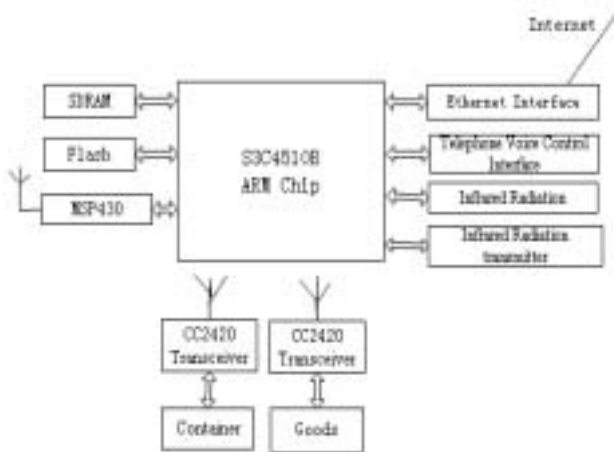 Internet
SDRAM
Ethernet Interface
Flash
S3C4510B
ARM Chip
Telephone Voice Control
Interface
MSP430
Infrared Radiation
Infrared Radiation
transmitter
CC2420
Transceiver
CC2420
Transceiver
Container
Goods